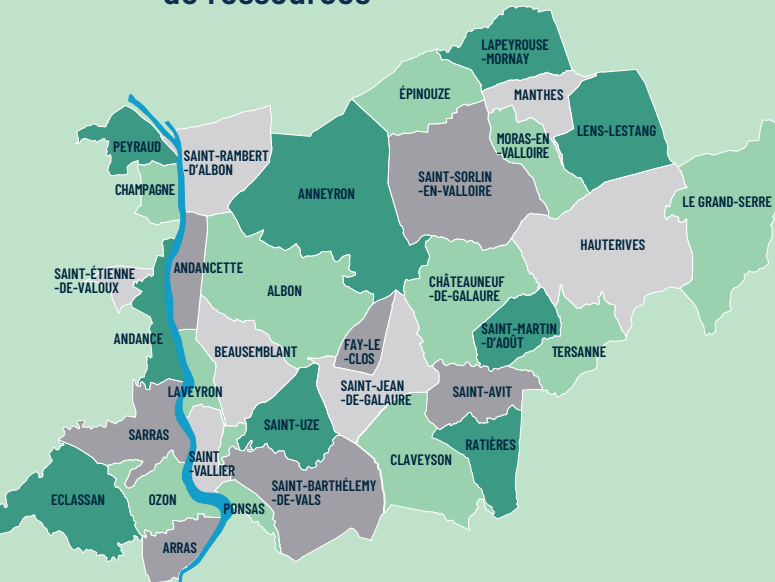 de ressources
LAPEYROUSE
-MORNAY
ÉPINOUZE
MANTHES
LENS-LESTANG
MORAS-EN
-VALLOIRE
PEYRAUD
SAINT-RAMBERT
-D'ALBON
CHAMPAGNE
ANNEYRON
SAINT-SORLIN
-EN-VALLOIRE
LE GRAND-SERRE
HAUTERIVES
SAINT-ÉTIENNE
-DE-VALOUX
ANDANCETTE
ALBON
CHÂTEAUNEUF
-DE-GALAURE
ANDANCE
BEAUSEMBLANT
FAY-LE
-CLOS
SAINT-MARTIN
-D'AOÛT
TERSANNE
LAVEYRON
SAINT-JEAN
-DE-GALAURE
SAINT-AVIT
SARRAS
SAINT-UZE
SAINT
-VALLIER
CLAVEYSON
RATIÈRES
ECLASSAN
OZON
PONSAS
SAINT-BARTHÉLEMY
-DE-VALS
ARRAS